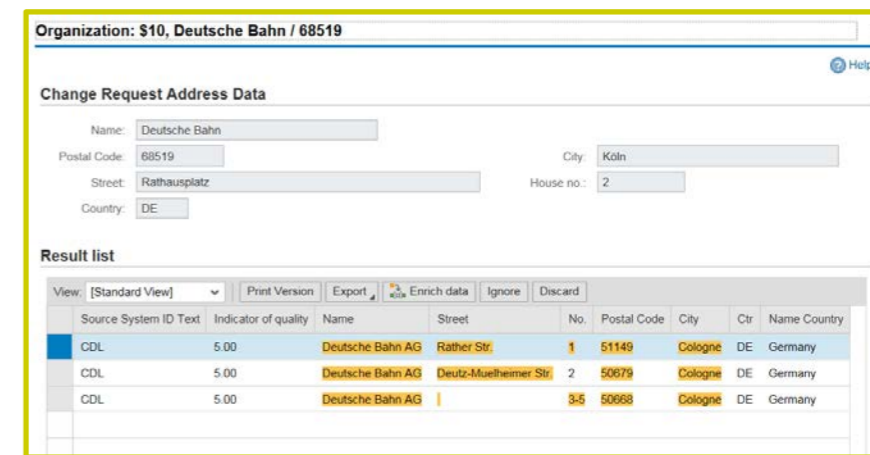 Organization: $10, Deutsche Bahn / 68519
Help
Change Request Address Data
Name: Deutsche Bahn
Postal Code: 68519 City: Köln
Street: Rathausplatz House no.: 2
Country: DE
Result list
View: [Standard View] Print Version Export Enrich data Ignore Discard
Source System ID Text Indicator of quality Name Street No. Postal Code City Ctr Name Country
CDL 5.00 Deutsche Bahn AG Rather Str. 1 51149 Cologne DE Germany
CDL 5.00 Deutsche Bahn AG Deutz-Muelheimer Str. 2 50679 Cologne DE Germany
CDL 5.00 Deutsche Bahn AG 3-5 50668 Cologne DE Germany